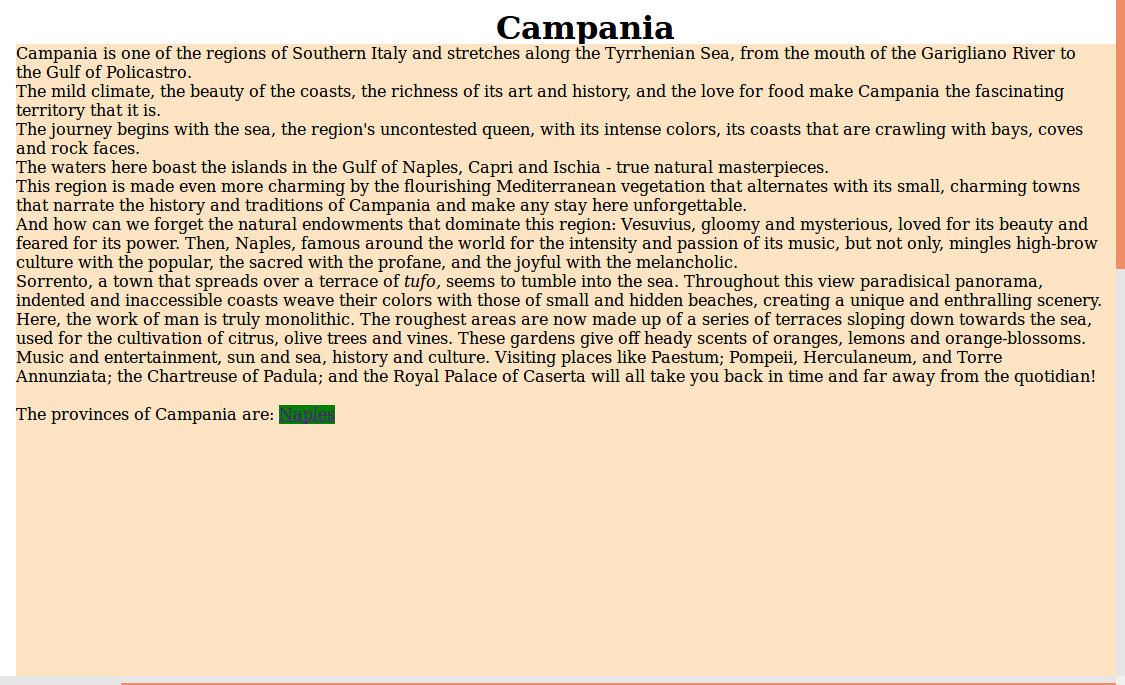 Campania
Campania is one of the regions of Southern Italy and stretches along the Tyrrhenian Sea, from the mouth of the Garigliano River to
the Gulf of Policastro.
The mild climate, the beauty of the coasts, the richness of its art and history, and the love for food make Campania the fascinating
territory that it is.
The journey begins with the sea, the region's uncontested queen, with its intense colors, its coasts that are crawling with bays, coves
and rock faces.
The waters here boast the islands in the Gulf of Naples, Capri and Ischia - true natural masterpieces.
This region is made even more charming by the flourishing Mediterranean vegetation that alternates with its small, charming towns
that narrate the history and traditions of Campania and make any stay here unforgettable.
And how can we forget the natural endowments that dominate this region: Vesuvius, gloomy and mysterious, loved for its beauty and
feared for its power. Then, Naples, famous around the world for the intensity and passion of its music, but not only, mingles high-brow
culture with the popular, the sacred with the profane, and the joyful with the melancholic.
Sorrento, a town that spreads over a terrace of tufo, seems to tumble into the sea. Throughout this view paradisical panorama,
indented and inaccessible coasts weave their colors with those of small and hidden beaches, creating a unique and enthralling scenery.
Here, the work of man is truly monolithic. The roughest areas are now made up of a series of terraces sloping down towards the sea,
used for the cultivation of citrus, olive trees and vines. These gardens give off heady scents of oranges, lemons and orange-blossoms.
Music and entertainment, sun and sea, history and culture. Visiting places like Paestum; Pompeii, Herculaneum, and Torre
Annunziata; the Chartreuse of Padula; and the Royal Palace of Caserta will all take you back in time and far away from the quotidian!
The provinces of Campania are: Naples